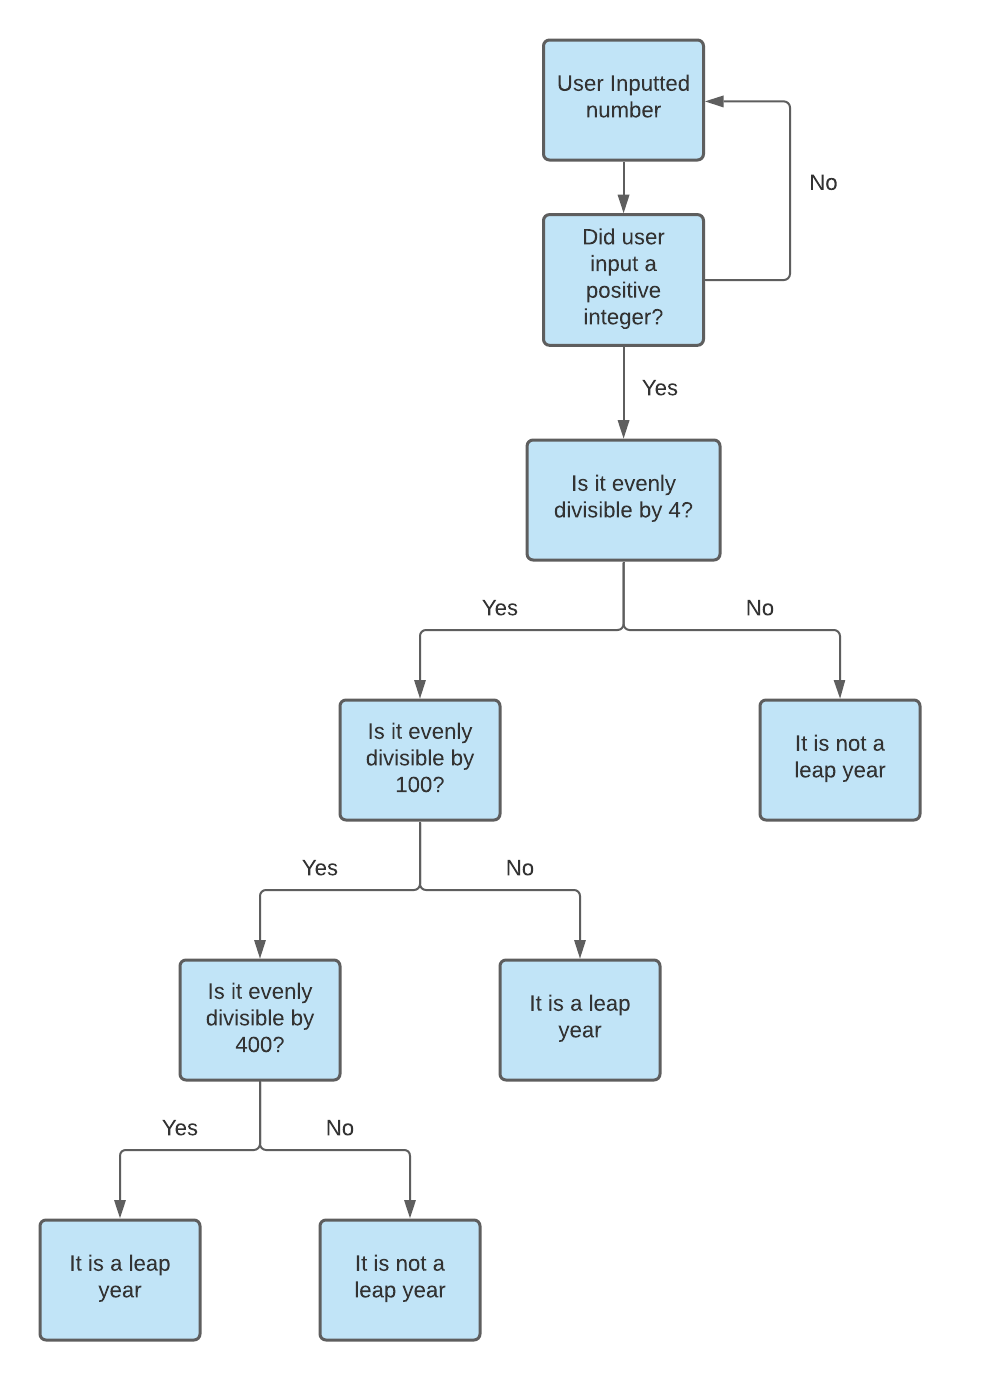 User Inputted
number
No
Did user
input a
positive
integer?
Yes
Is it evenly
divisible by 4?
Yes
No
Is it evenly
divisible by
100?
It is not a
leap year
Yes
No
Is it evenly
divisible by
400?
It is a leap
year
Yes
No
It is a leap
year
It is not a
leap year